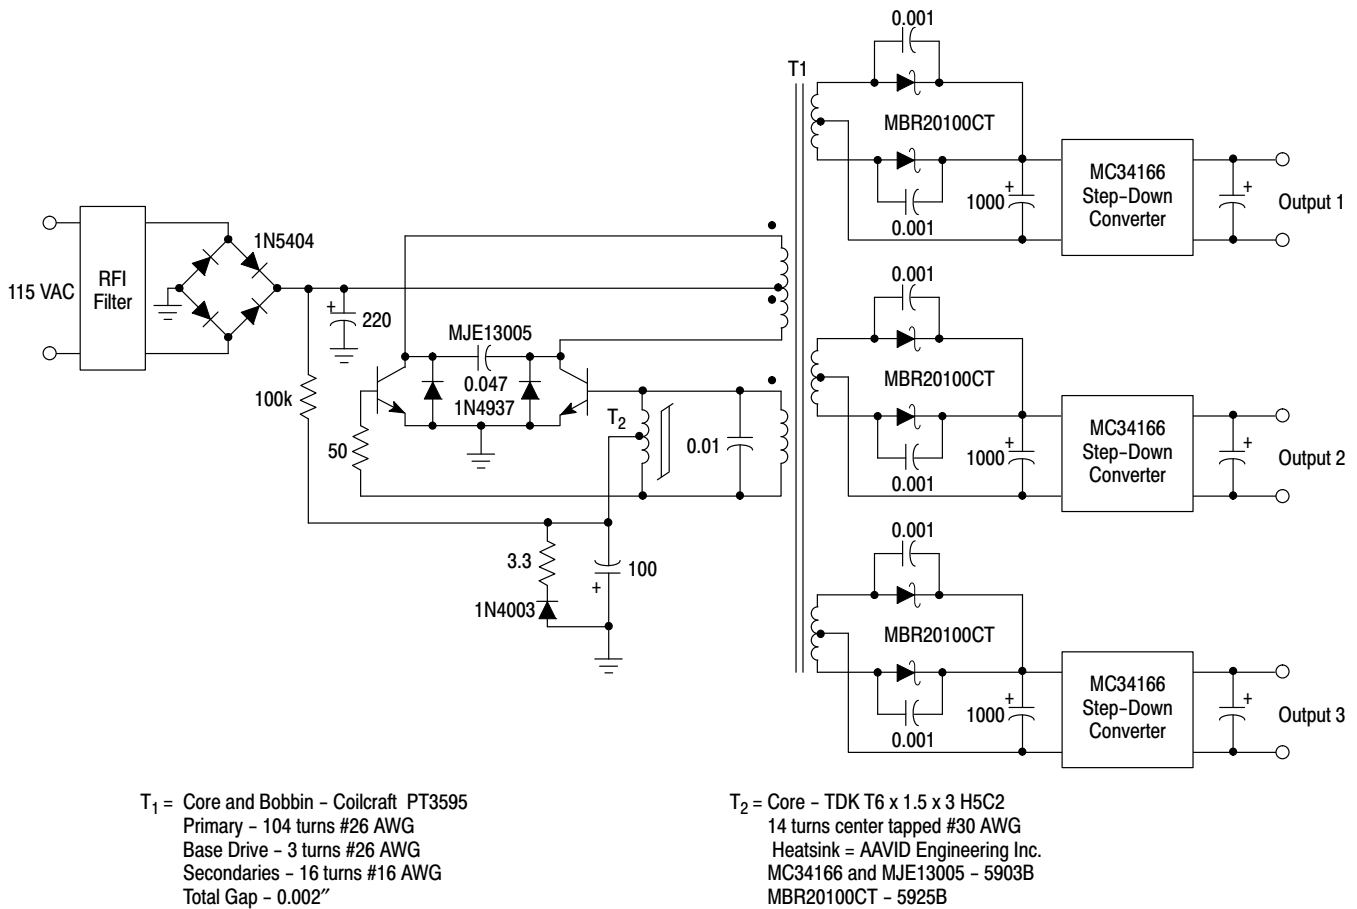 0.001
T1
MBR20100CT
1000
+
0.001
MC34166
Step-Down
Converter
+
Output 1
115 VAC
RFI
Filter
1N5404
+
220
100k
MJE13005
0.047
1N4937
50
T2
0.01
3.3
1N4003
100
+
0.001
MBR20100CT
1000
+
0.001
MC34166
Step-Down
Converter
+
Output 2
0.001
MBR20100CT
1000
+
0.001
MC34166
Step-Down
Converter
+
Output 3
T1 = Core and Bobbin - Coilcraft PT3595
Primary - 104 turns #26 AWG
Base Drive - 3 turns #26 AWG
Secondaries - 16 turns #16 AWG
Total Gap - 0.002″
T2 = Core - TDK T6 x 1.5 x 3 H5C2
14 turns center tapped #30 AWG
Heatsink = AAVID Engineering Inc.
MC34166 and MJE13005 - 5903B
MBR20100CT - 5925B